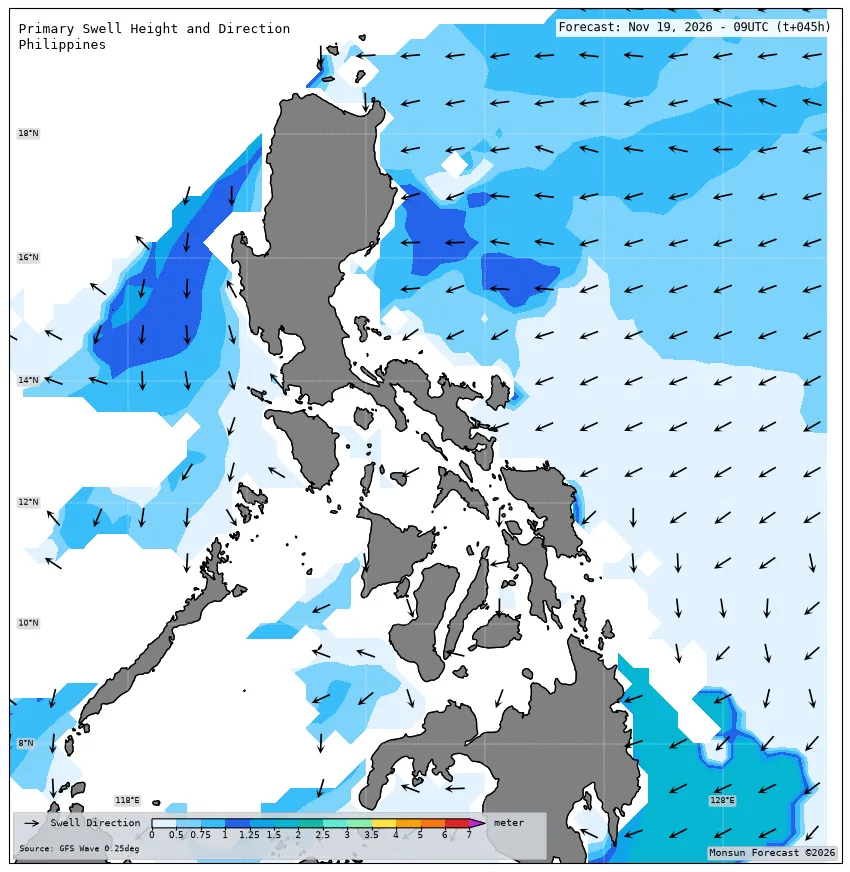 Primary Swell Height and Direction
Philippines
Forecast: Nov 19, 2026 - 09UTC (t+045h)
18°N
16°N
14°N
12°N
10°N
8°N
118°E
128°E
Swell Direction
0 0.5 0.75 1 1.25 1.5 2 2.5 3 3.5 4 5 6 7
meter
Source: GFS Wave 0.25deg
Monsun Forecast ©2026